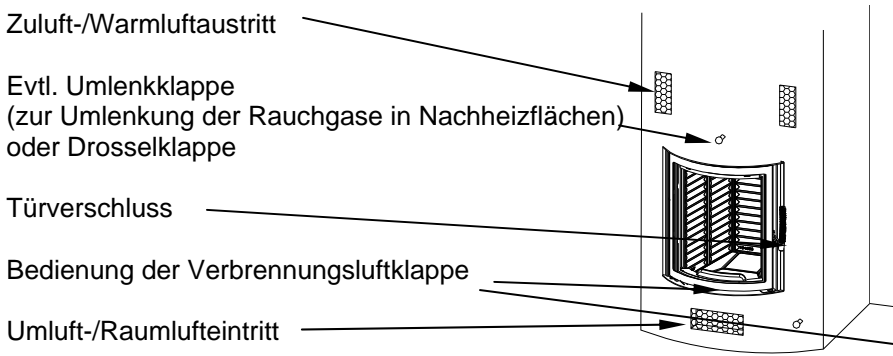 Zuluft-/Warmluftaustritt
Evtl. Umlenkklappe
(zur Umlenkung der Rauchgase in Nachheizflächen)
oder Drosselklappe
Türverschluss
Bedienung der Verbrennungsluftklappe
Umluft-/Raumlufteintritt